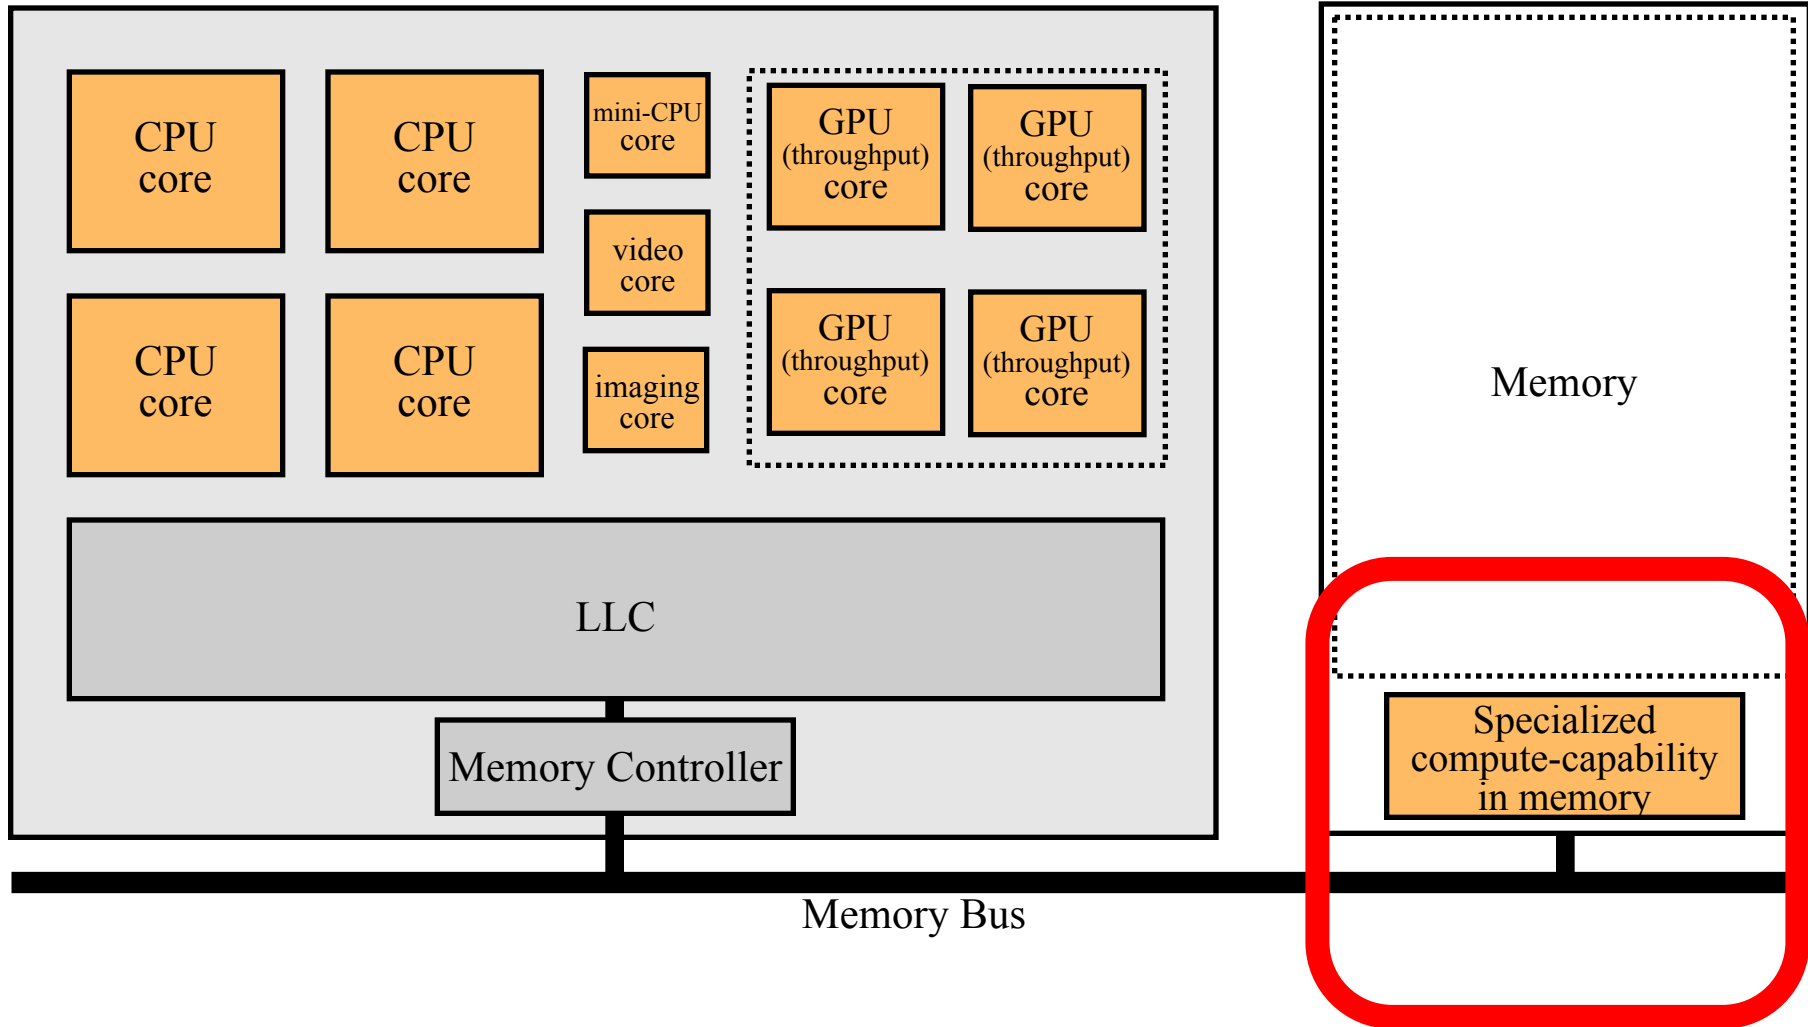 CPU
core
CPU
core
mini-CPU
core
video
core
imaging
core
GPU
(throughput)
core
GPU
(throughput)
core
CPU
core
CPU
core
GPU
(throughput)
core
GPU
(throughput)
core
LLC
Memory Controller
Memory Bus
Memory
Specialized
compute-capability
in memory